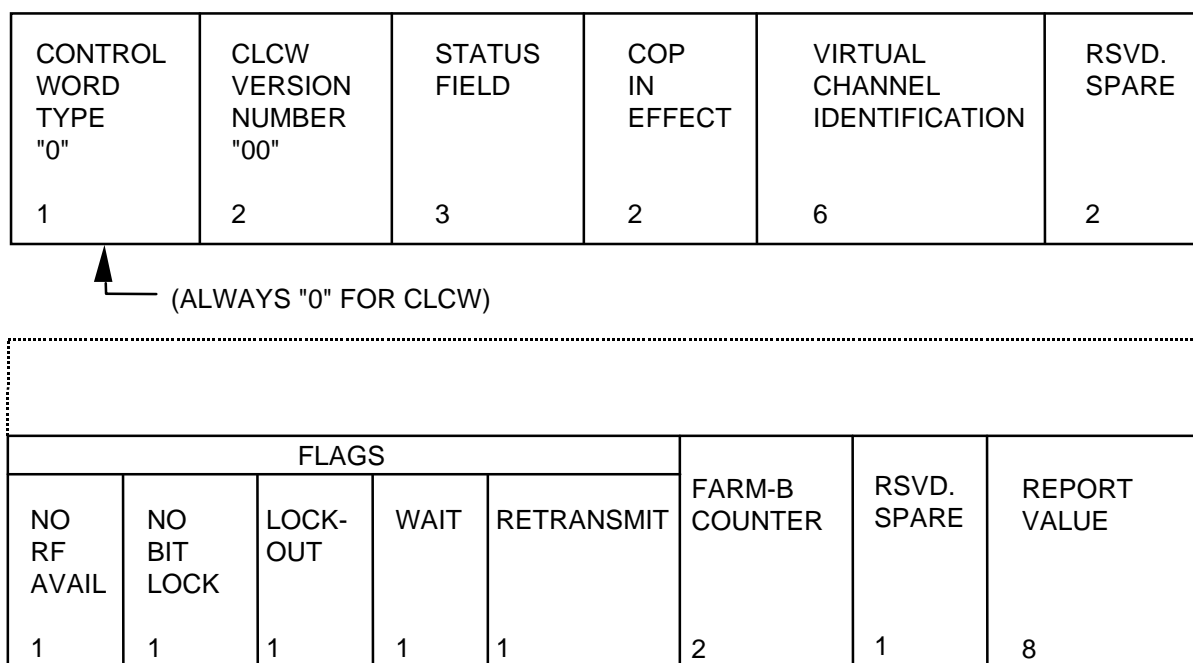 CONTROL
WORD
TYPE
"0"
1
CLCW
VERSION
NUMBER
"00"
2
STATUS
FIELD
3
COP
IN
EFFECT
2
VIRTUAL
CHANNEL
IDENTIFICATION
6
RSVD.
SPARE
2
(ALWAYS "0" FOR CLCW)
FLAGS
NO
RF
AVAIL
1
NO
BIT
LOCK
1
LOCK-
OUT
1
WAIT
1
RETRANSMIT
1
FARM-B
COUNTER
2
RSVD.
SPARE
1
REPORT
VALUE
8